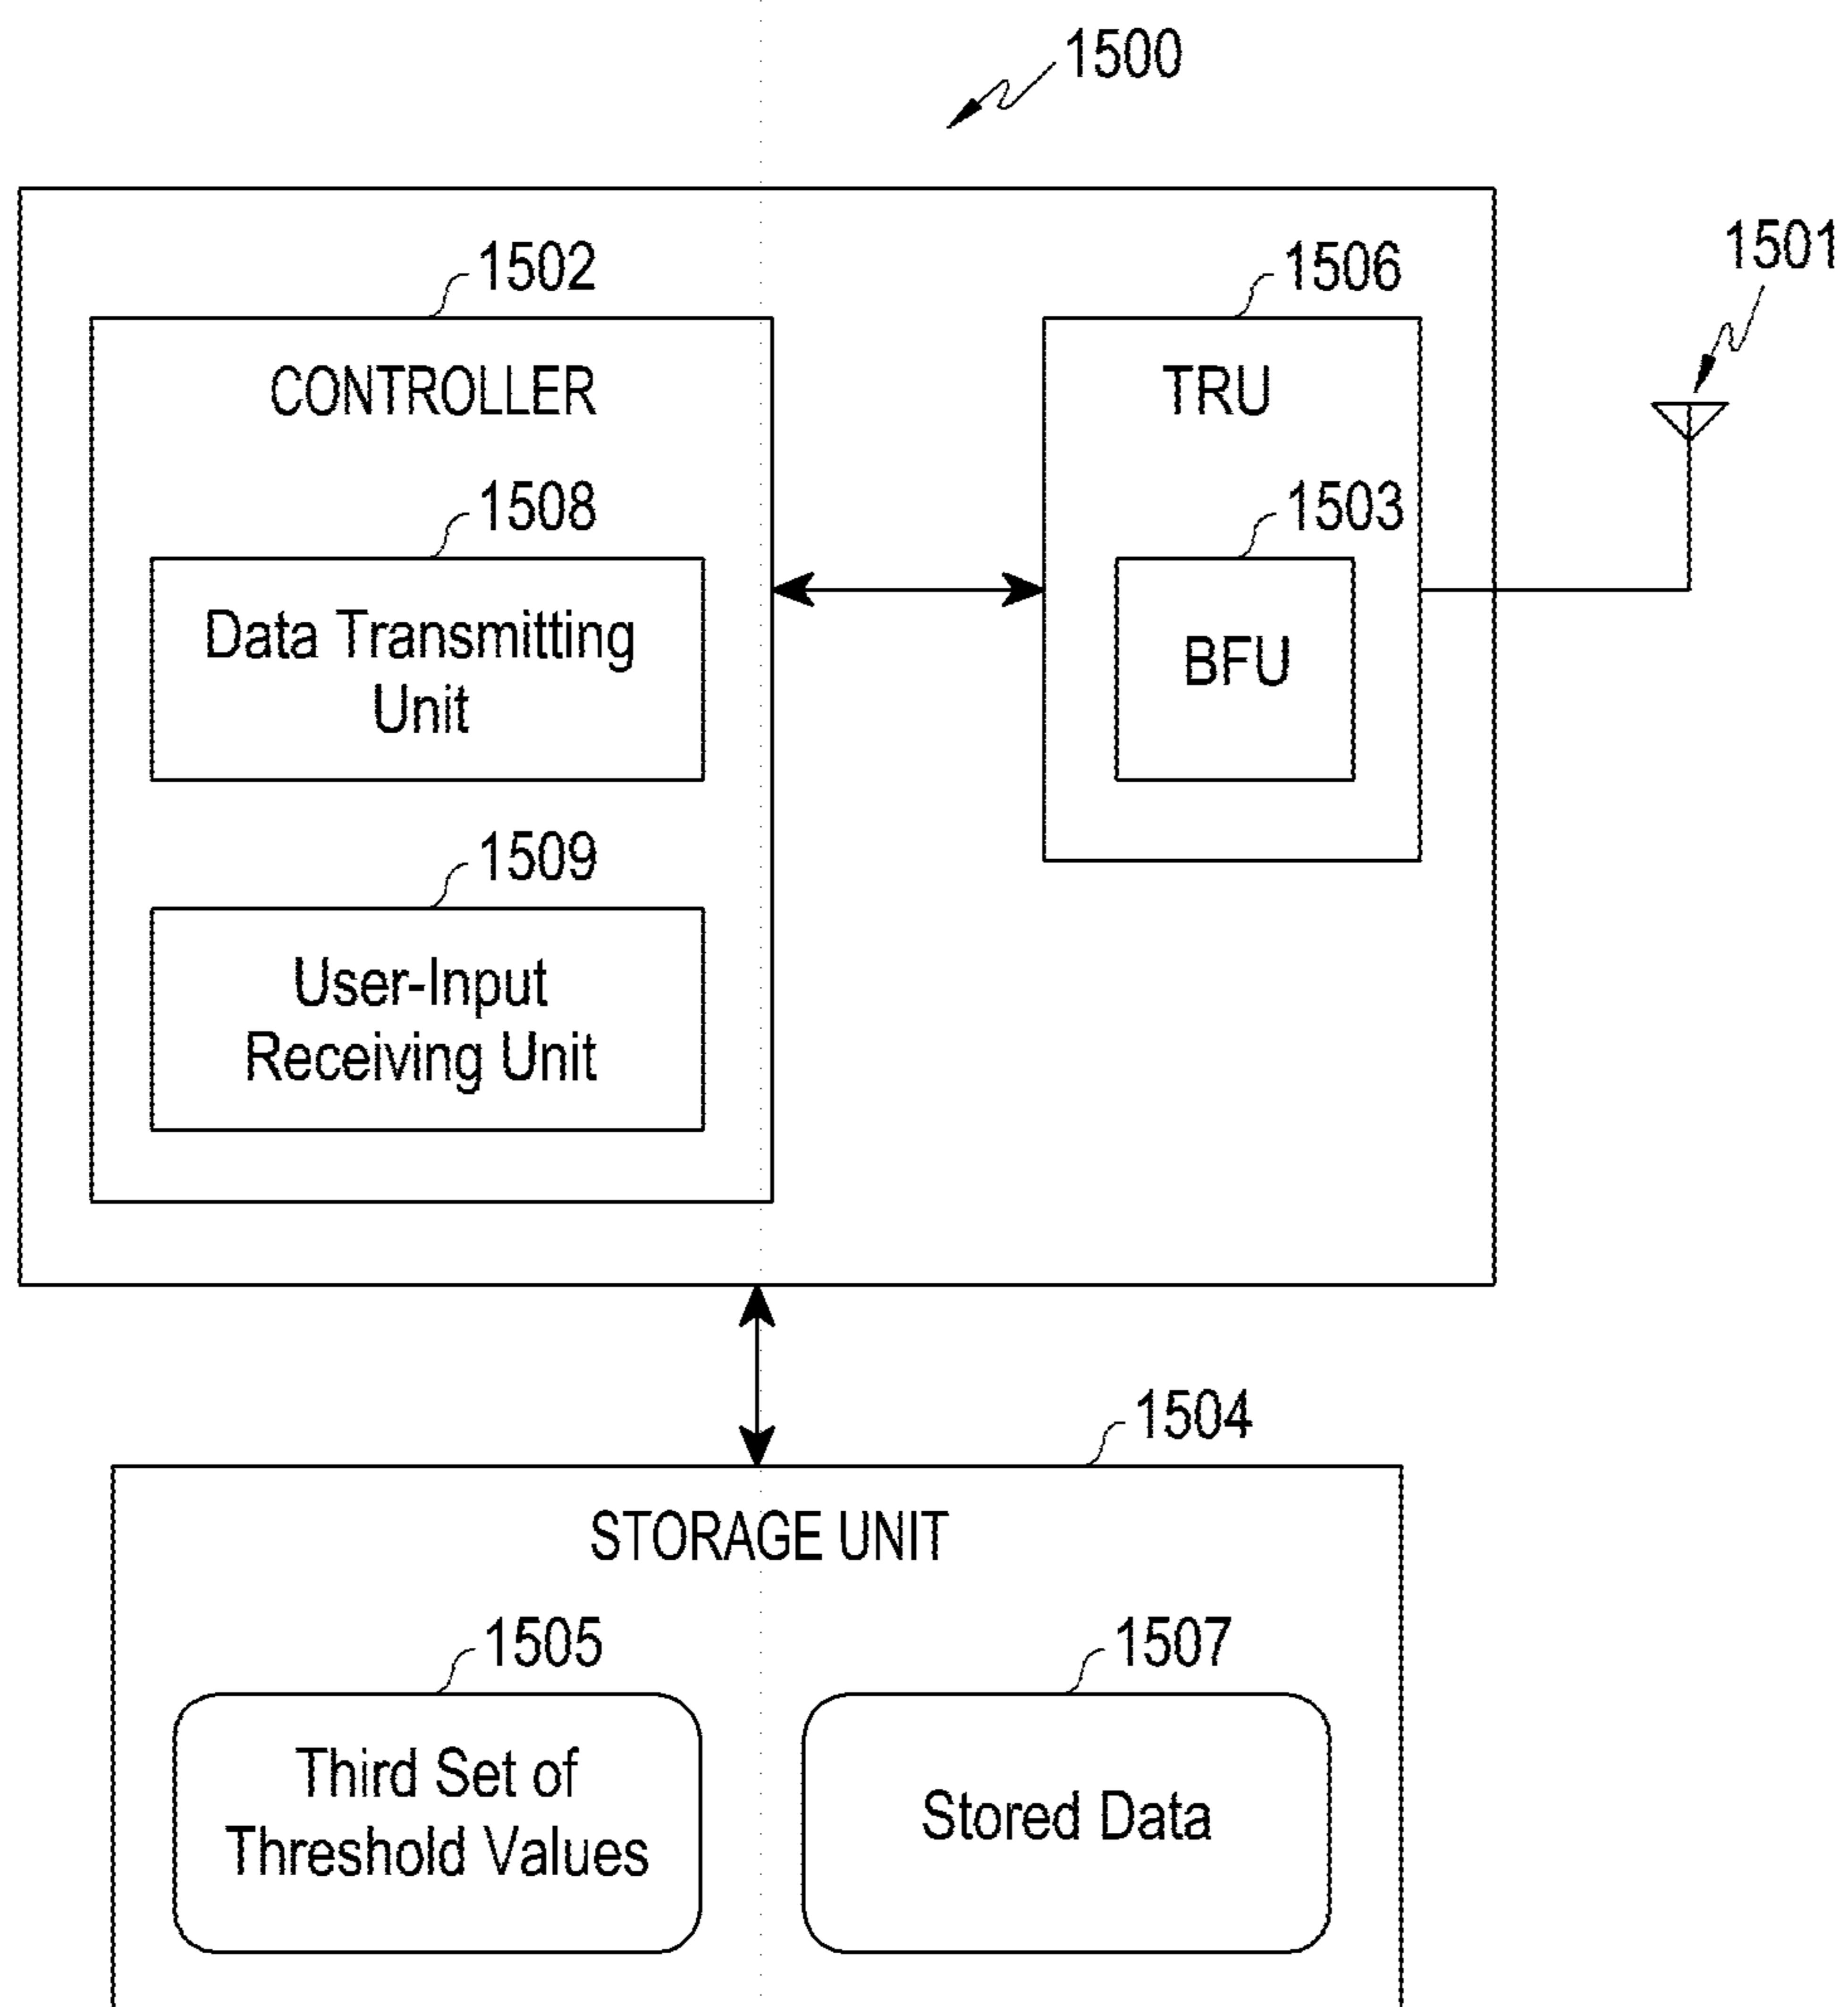 1500
1501
1502
1506
CONTROLLER
TRU
1508
1503
Data Transmitting
Unit
BFU
1509
User-Input
Receiving Unit
1504
STORAGE UNIT
1505
1507
Third Set of
Threshold Values
Stored Data